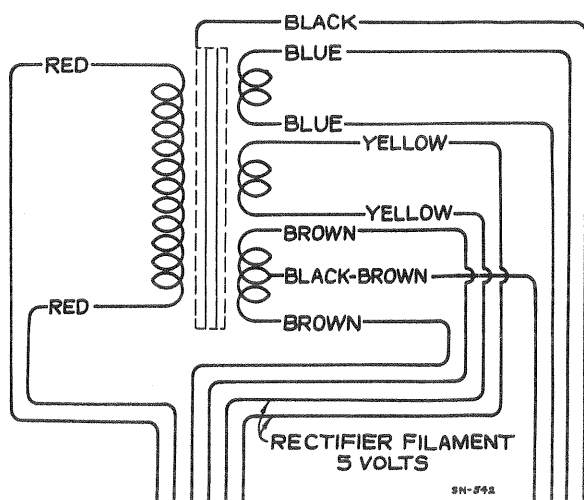 BLACK
BLUE
RED
BLUE
YELLOW
YELLOW
BROWN
BLACK-BROWN
RED
BROWN
RECTIFIER FILAMENT
5 VOLTS
SN-542